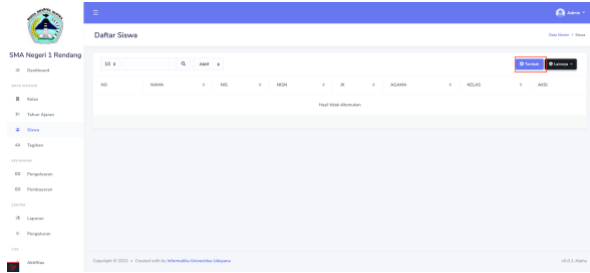 Admin
Daftar Siswa
Data Master / Siswa
SMA Negeri 1 Rendang
Dashboard
50
Aktif
Tambah
Lainnya
DATA MASTER
NO NAMA NIS NISN JK AGAMA KELAS AKSI
Kelas
Hasil tidak ditemukan
Tahun Ajaran
Siswa
Tagihan
KEUANGAN
Pengeluaran
Pembayaran
Laporan
Pengaturan
Aktifitas
Copyright © 2022 • Created with by Informatika Universitas Udayana
v0.0.1-Alpha